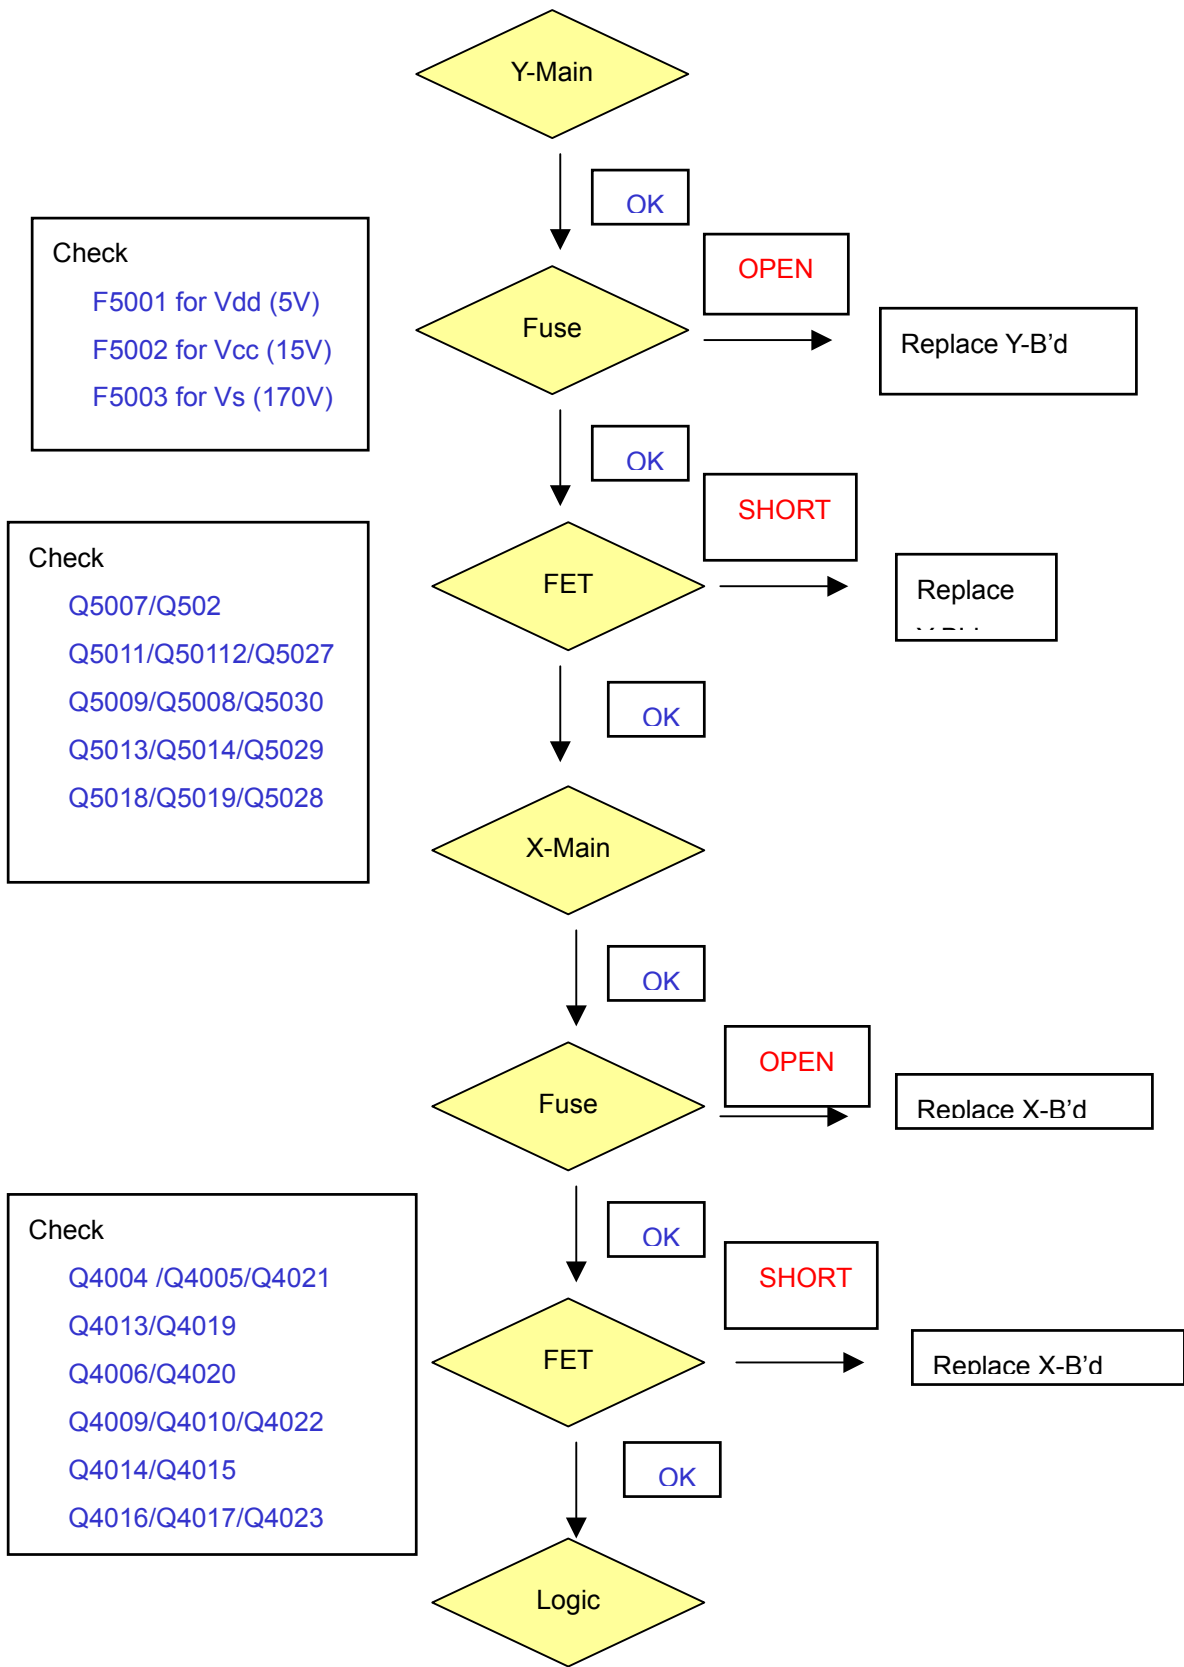 Y-Main
OK
Check
F5001 for Vdd (5V)
F5002 for Vcc (15V)
F5003 for Vs (170V)
OPEN
Fuse
Replace Y-B'd
OK
SHORT
Check
Q5007/Q502
Q5011/Q50112/Q5027
Q5009/Q5008/Q5030
Q5013/Q5014/Q5029
Q5018/Q5019/Q5028
FET
Replace
OK
X-Main
OK
OPEN
Fuse
Replace X-B'd
OK
Check
Q4004 /Q4005/Q4021
Q4013/Q4019
Q4006/Q4020
Q4009/Q4010/Q4022
Q4014/Q4015
Q4016/Q4017/Q4023
SHORT
FET
Replace X-B'd
OK
Logic